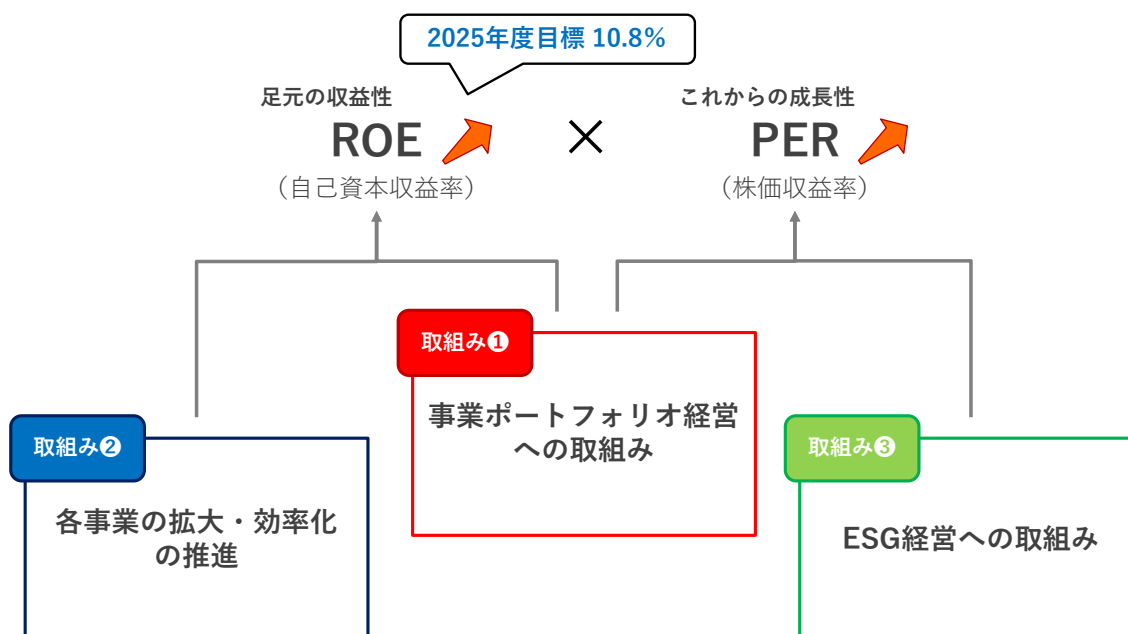 2025年度目標 10.8%
足元の収益性
ROE
（自己資本収益率）
×
これからの成長性
PER
（株価収益率）
取組み❶
事業ポートフォリオ経営
への取組み
取組み❷
各事業の拡大・効率化
の推進
取組み❸
ESG経営への取組み